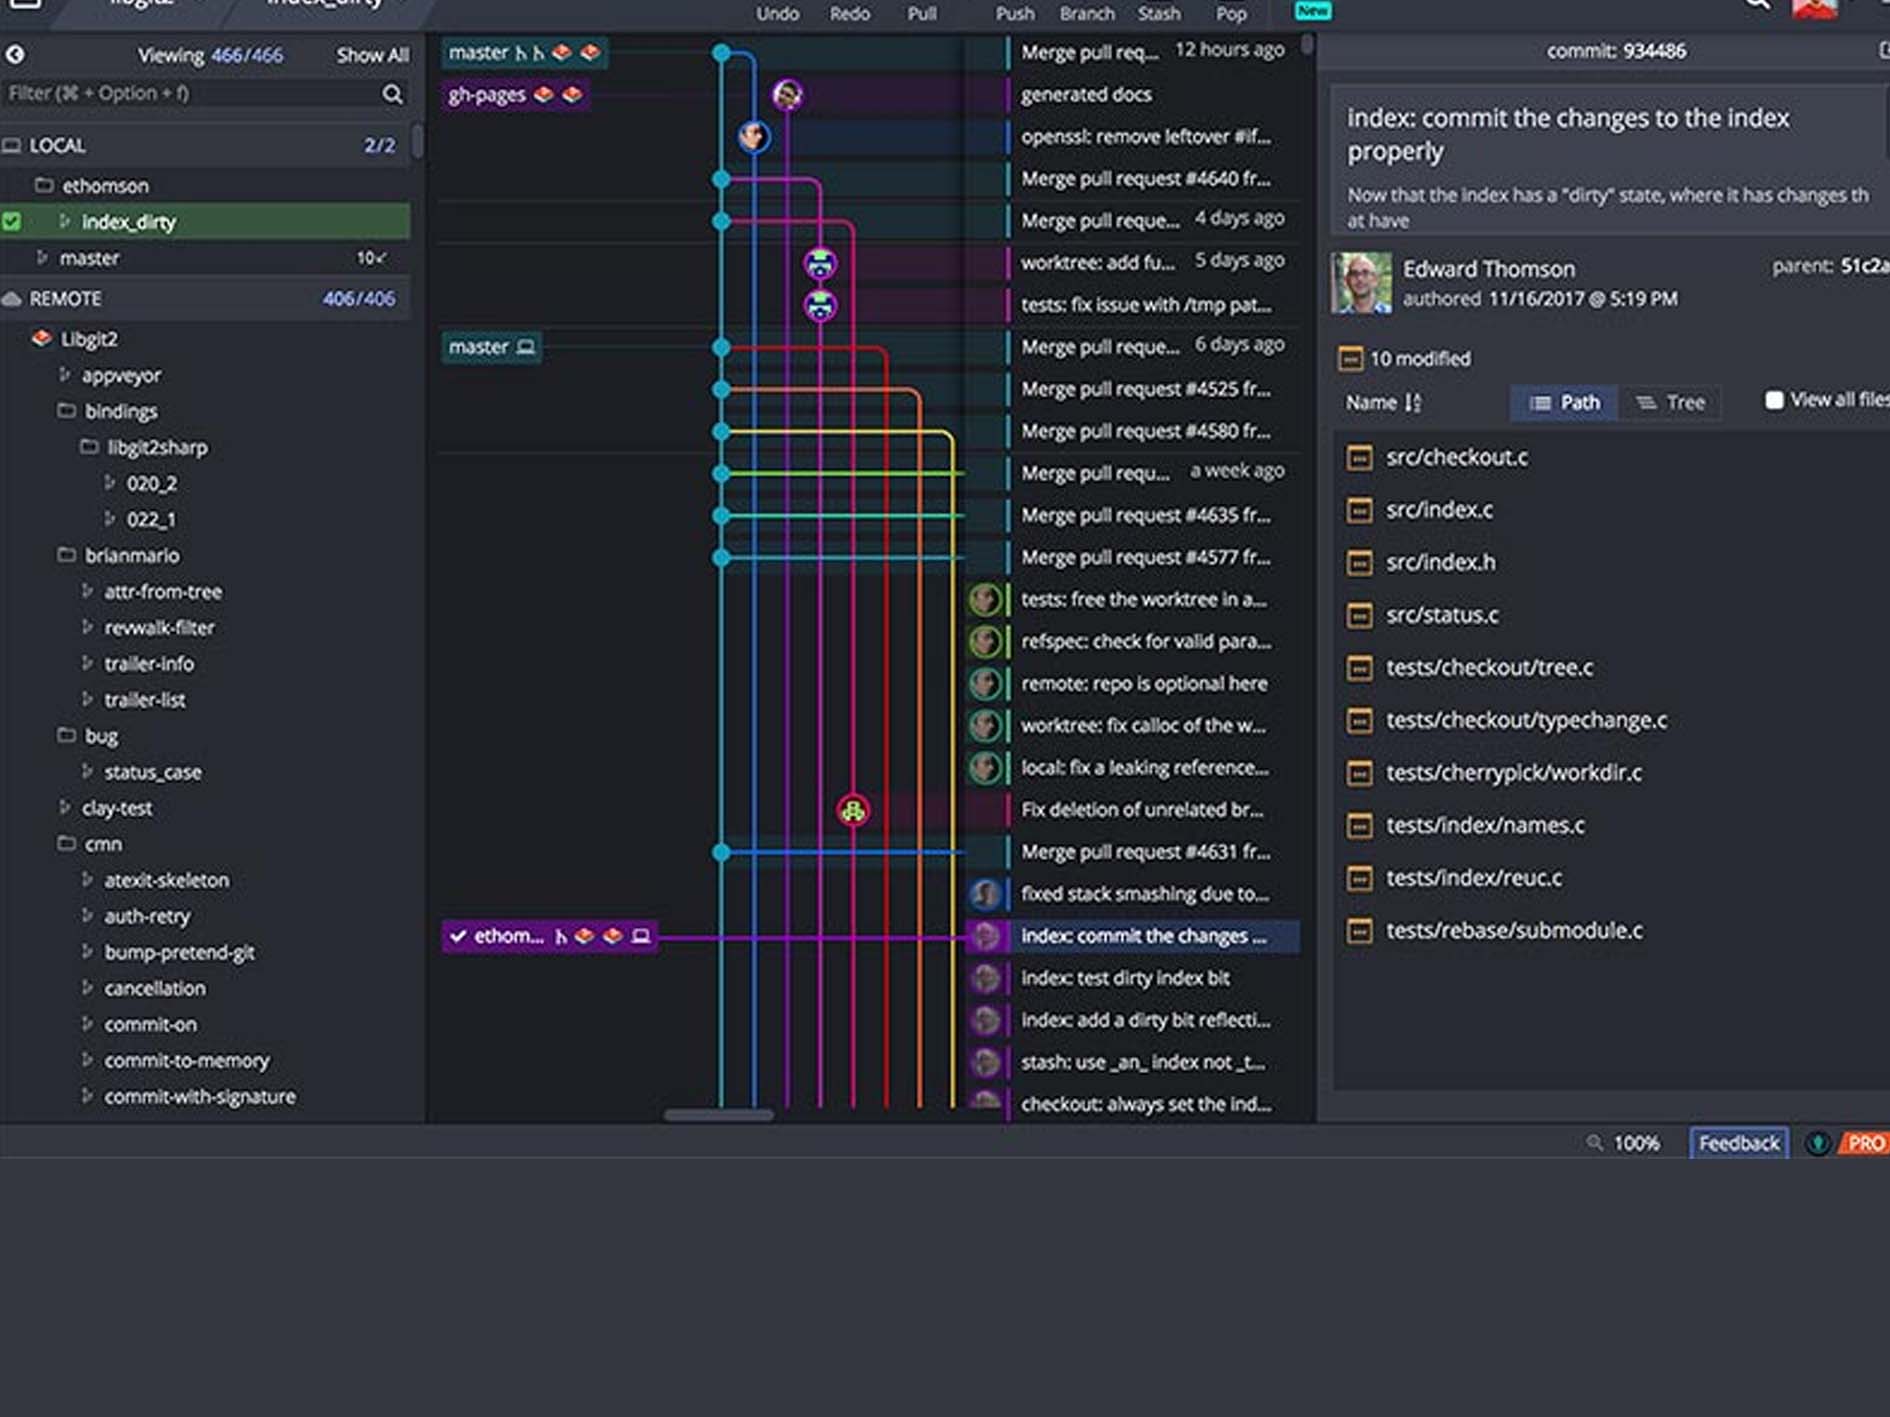 libgit2
index_dirty
Undo Redo Pull Push Branch Stash Pop New
Viewing 466/466 Show All
Filter (⌘ + Option + f)
LOCAL 2/2
ethomson
index_dirty
master 10
REMOTE 406/406
Libgit2
appveyor
bindings
libgit2sharp
020_2
022_1
brianmario
attr-from-tree
revwalk-filter
trailer-info
trailer-list
bug
status_case
clay-test
cmn
atexit-skeleton
auth-retry
bump-pretend-git
cancellation
commit-on
commit-to-memory
commit-with-signature
master
gh-pages
master
ethom...
Merge pull req... 12 hours ago
generated docs
openssl: remove leftover #if...
Merge pull request #4640 fr...
Merge pull reque... 4 days ago
worktree: add fu... 5 days ago
tests: fix issue with /tmp pat...
Merge pull reque... 6 days ago
Merge pull request #4525 fr...
Merge pull request #4580 fr...
Merge pull requ... a week ago
Merge pull request #4635 fr...
Merge pull request #4577 fr...
tests: free the worktree in a...
refspec: check for valid para...
remote: repo is optional here
worktree: fix calloc of the w...
local: fix a leaking reference...
Fix deletion of unrelated br...
Merge pull request #4631 fr...
fixed stack smashing due to...
index: commit the changes ...
index: test dirty index bit
index: add a dirty bit reflecti...
stash: use _an_ index not _t...
checkout: always set the ind...
commit: 934486
index: commit the changes to the index
properly
Now that the index has a "dirty" state, where it has changes th
at have
Edward Thomson
authored 11/16/2017 @ 5:19 PM
parent: 51c2a
10 modified
Name Path Tree View all files
src/checkout.c
src/index.c
src/index.h
src/status.c
tests/checkout/tree.c
tests/checkout/typechange.c
tests/cherrypick/workdir.c
tests/index/names.c
tests/index/reuc.c
tests/rebase/submodule.c
100% Feedback PRO